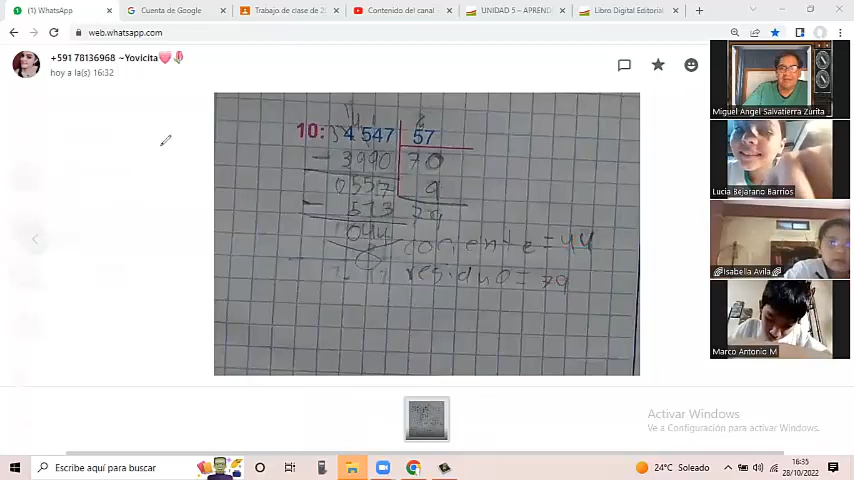 (1) WhatsApp
Cuenta de Google
Trabajo de clase de 2
Contenido del canal
UNIDAD 5 – APREND
Libro Digital Editorial
web.whatsapp.com
+591 78136968 ~Yovicita
hoy a la(s) 16:32
10: 4 547 57
- 3990 70
0557 9
- 513 79
044 cociente = 44
residuo = 79
Miguel Angel Salvatierra Zurita
Lucia Bejarano Barrios
Isabella Avila
Marco Antonio M
Activar Windows
Ve a Configuración para activar Windows.
Escribe aquí para buscar
24°C Soleado
16:35
28/10/2022